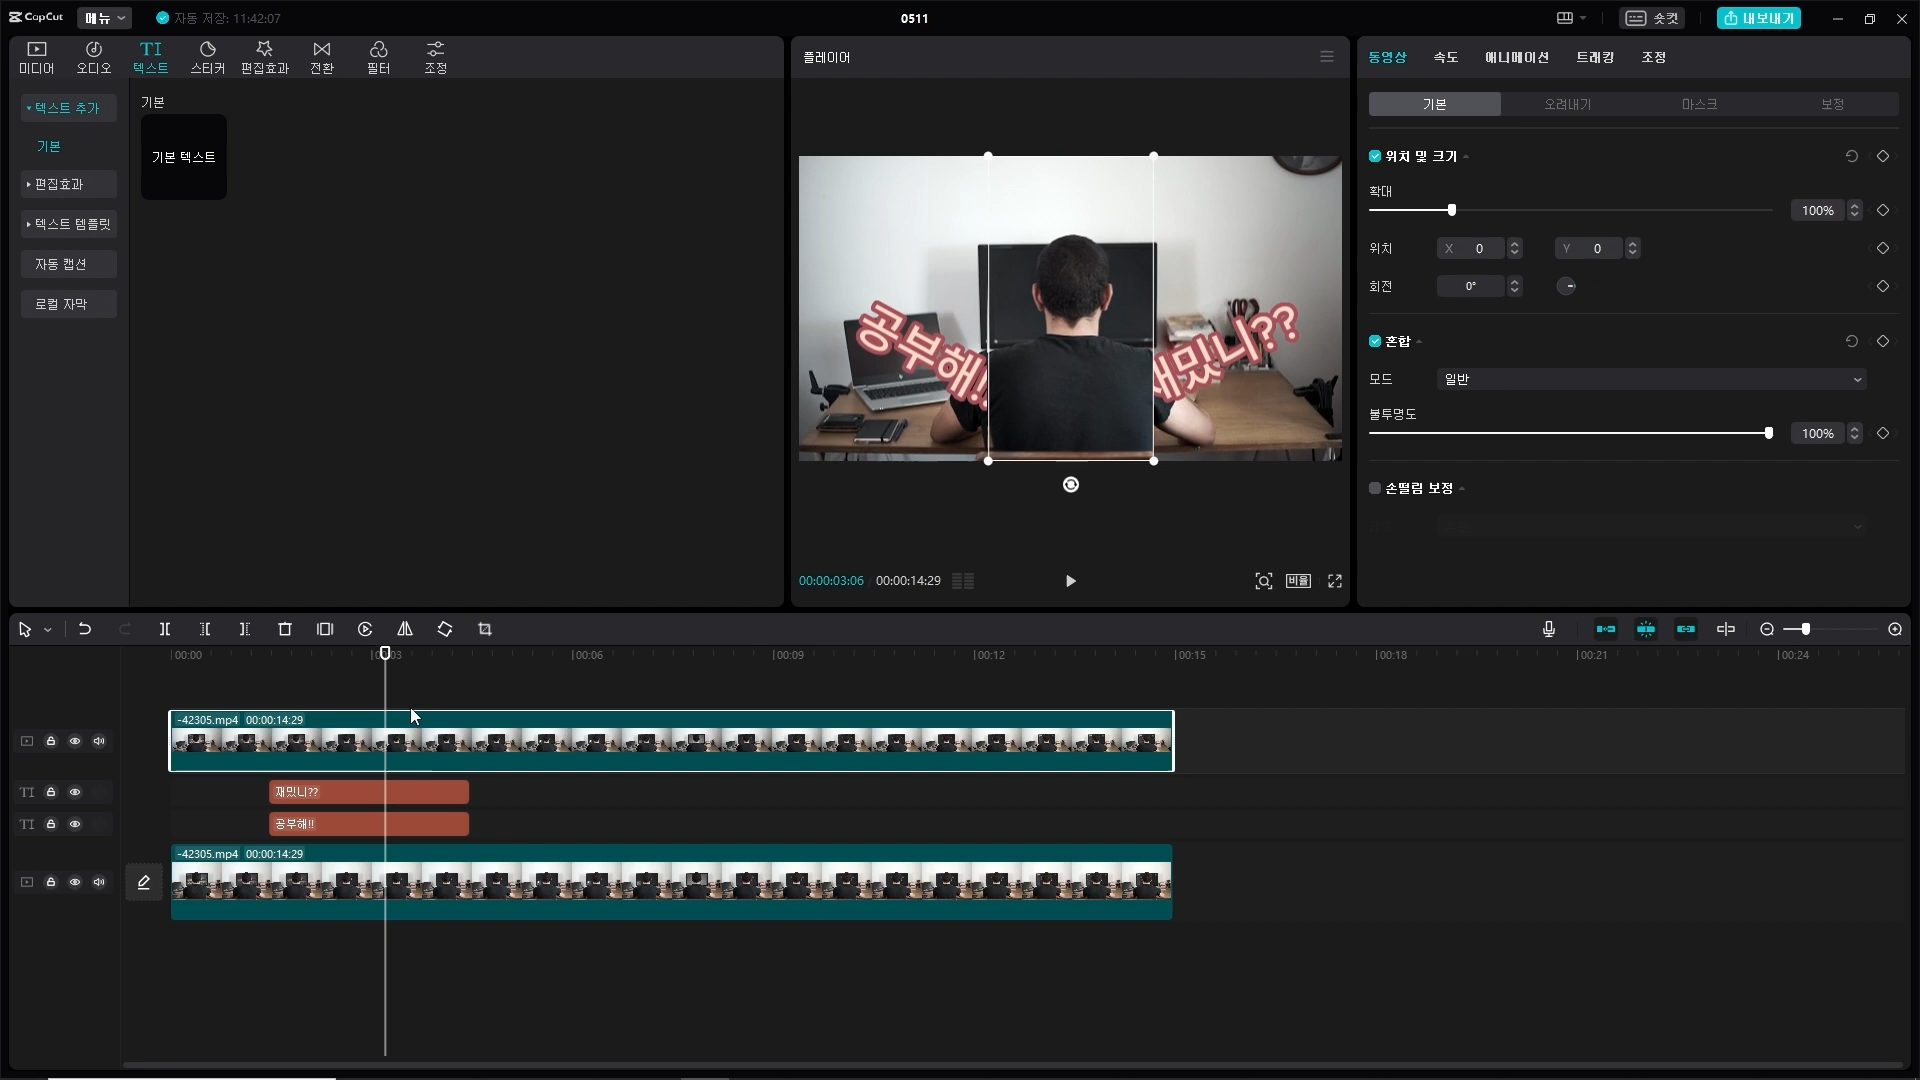 CapCut 메뉴 자동 저장: 11:42:07 0511 숏컷 내보내기
미디어 오디오 텍스트 스티커 편집효과 전환 필터 조정
텍스트 추가
기본
편집효과
텍스트 템플릿
자동 캡션
로컬 자막
기본
기본 텍스트
플레이어
공부해!!
재밌니??
00:00:03:06 00:00:14:29 비율
동영상 속도 애니메이션 트래킹 조정
기본 오려내기 마스크 보정
위치 및 크기
확대
100%
위치 X 0 Y 0
회전 0°
혼합
모드 일반
불투명도
100%
손떨림 보정
00:00 00:03 00:06 00:09 00:12 00:15 00:18 00:21 00:24
-42305.mp4 00:00:14:29
TI 재밌니??
TI 공부해!!
-42305.mp4 00:00:14:29